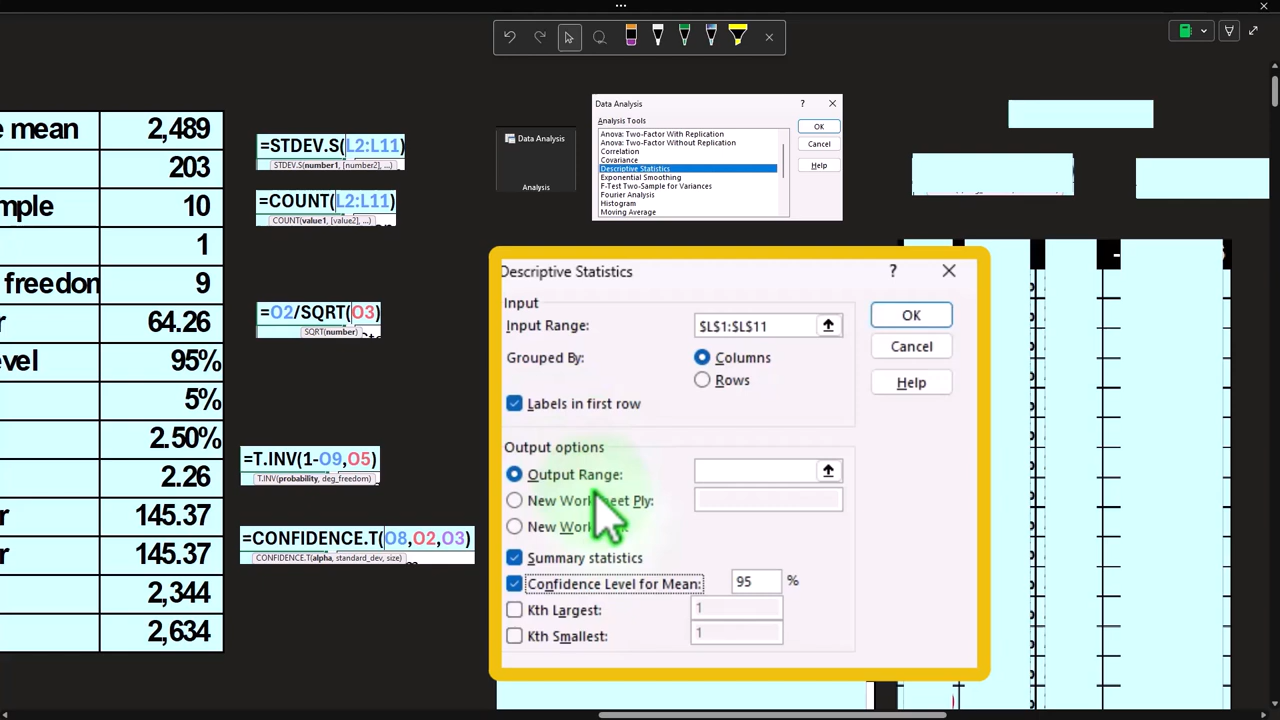 e mean 2,489
203
mple 10
1
freedon 9
r 64.26
evel 95%
5%
2.50%
2.26
r 145.37
r 145.37
2,344
2,634
=STDEV.S(L2:L11)
STDEV.S(number1, [number2], ...)
=COUNT(L2:L11)
COUNT(value1, [value2], ...)
=O2/SQRT(O3)
SQRT(number)
=T.INV(1-O9,O5)
T.INV(probability, deg_freedom)
=CONFIDENCE.T(O8,O2,O3)
CONFIDENCE.T(alpha, standard_dev, size)
Data Analysis
Analysis
Data Analysis ?
Analysis Tools
Anova: Two-Factor With Replication
Anova: Two-Factor Without Replication
Correlation
Covariance
Descriptive Statistics
Exponential Smoothing
F-Test Two-Sample for Variances
Fourier Analysis
Histogram
Moving Average
OK
Cancel
Help
Descriptive Statistics ?
Input
Input Range: $L$1:$L$11
Grouped By: Columns
Rows
Labels in first row
OK
Cancel
Help
Output options
Output Range:
New Worksheet Ply:
New
Summary statistics
Confidence Level for Mean: 95 %
Kth Largest: 1
Kth Smallest: 1